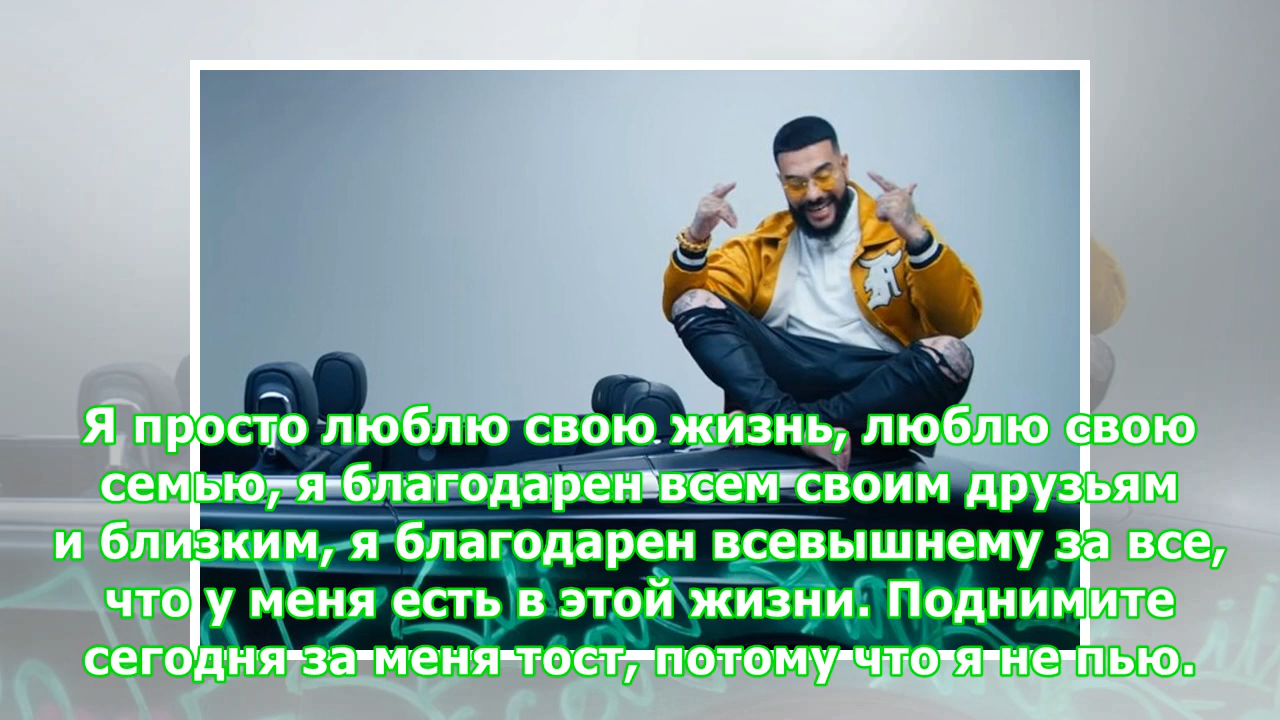 Я просто люблю свою жизнь, люблю свою
семью, я благодарен всем своим друзьям
и близким, я благодарен всевышнему за все,
что у меня есть в этой жизни. Поднимите
сегодня за меня тост, потому что я не пью.